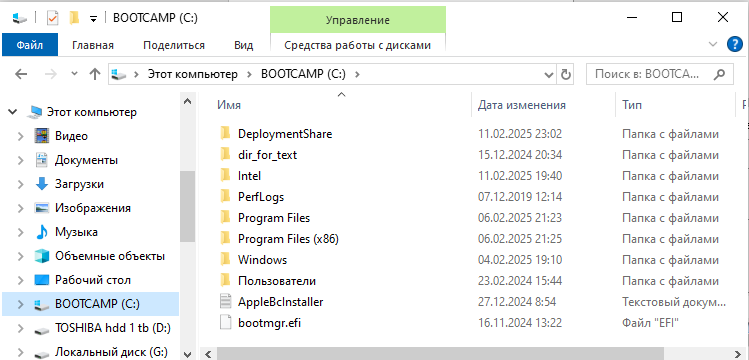 BOOTCAMP (C:) Управление
Файл Главная Поделиться Вид Средства работы с дисками
Этот компьютер BOOTCAMP (C:) Поиск в: BOOTCA...
Имя Дата изменения Тип
Этот компьютер
Видео
Документы
Загрузки
Изображения
Музыка
Объемные объекты
Рабочий стол
BOOTCAMP (C:)
TOSHIBA hdd 1 tb (D:)
Локальный диск (G:)
DeploymentShare 11.02.2025 23:02 Папка с файлами
dir_for_text 15.12.2024 20:34 Папка с файлами
Intel 11.02.2025 19:40 Папка с файлами
PerfLogs 07.12.2019 12:14 Папка с файлами
Program Files 06.02.2025 21:23 Папка с файлами
Program Files (x86) 06.02.2025 21:25 Папка с файлами
Windows 04.02.2025 19:10 Папка с файлами
Пользователи 23.02.2024 15:44 Папка с файлами
AppleBcInstaller 27.12.2024 8:54 Текстовый докум...
bootmgr.efi 16.11.2024 13:22 Файл "EFI"